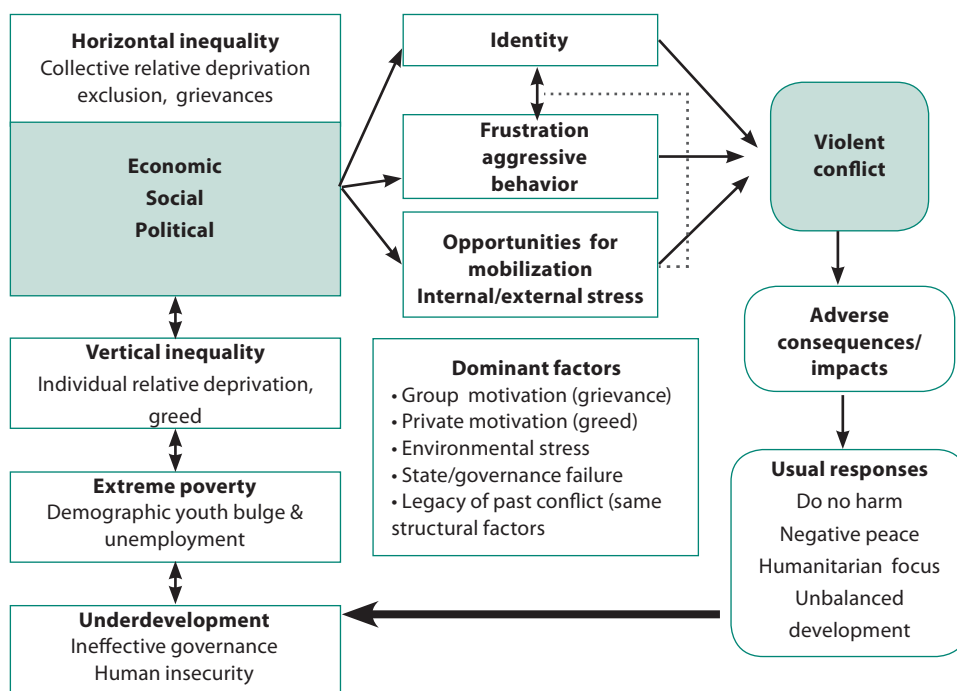 Horizontal inequality
Collective relative deprivation
exclusion, grievances
Economic
Social
Political
Vertical inequality
Individual relative deprivation,
greed
Extreme poverty
Demographic youth bulge &
unemployment
Underdevelopment
Ineffective governance
Human insecurity
Identity
Frustration
aggressive
behavior
Opportunities for
mobilization
Internal/external stress
Dominant factors
• Group motivation (grievance)
• Private motivation (greed)
• Environmental stress
• State/governance failure
• Legacy of past conflict (same
structural factors
Violent
conflict
Adverse
consequences/
impacts
Usual responses
Do no harm
Negative peace
Humanitarian focus
Unbalanced
development